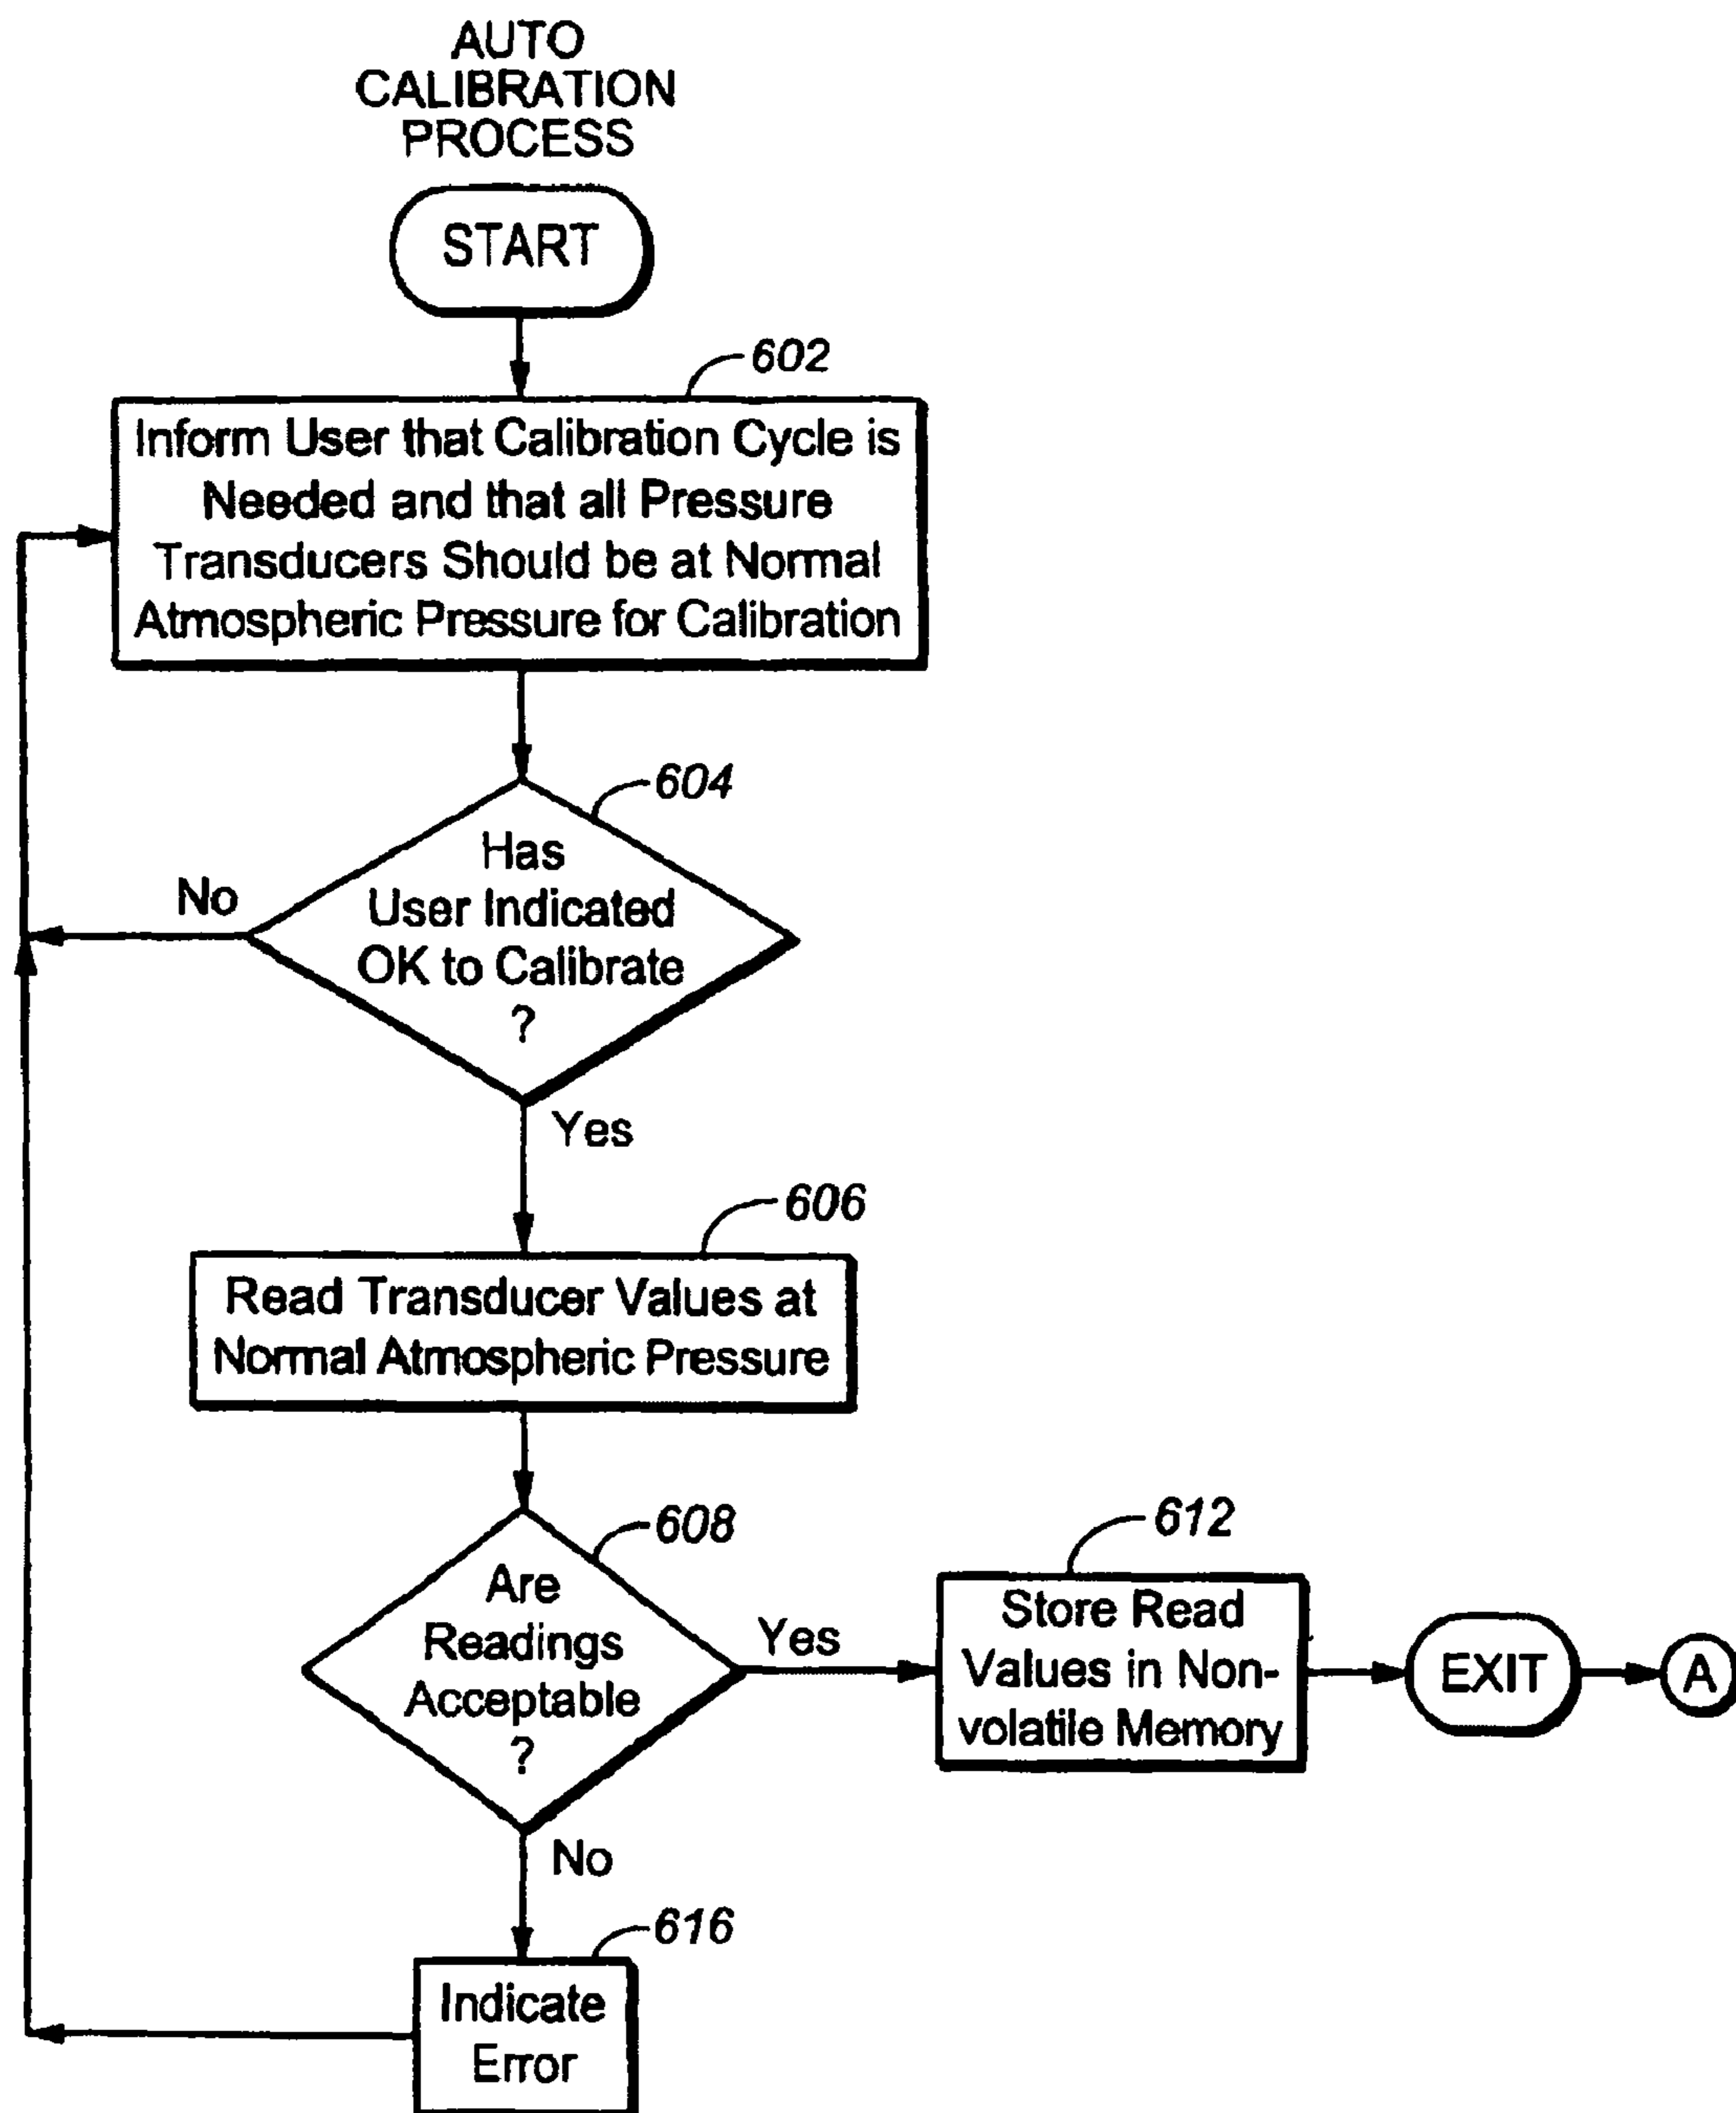 AUTO
CALIBRATION
PROCESS
START
602
Inform User that Calibration Cycle is
Needed and that all Pressure
Transducers Should be at Normal
Atmospheric Pressure for Calibration
604
Has
User Indicated
OK to Calibrate
?
No
Yes
606
Read Transducer Values at
Normal Atmospheric Pressure
608
Are
Readings
Acceptable
?
Yes
612
Store Read
Values in Non-
volatile Memory
EXIT
A
No
616
Indicate
Error